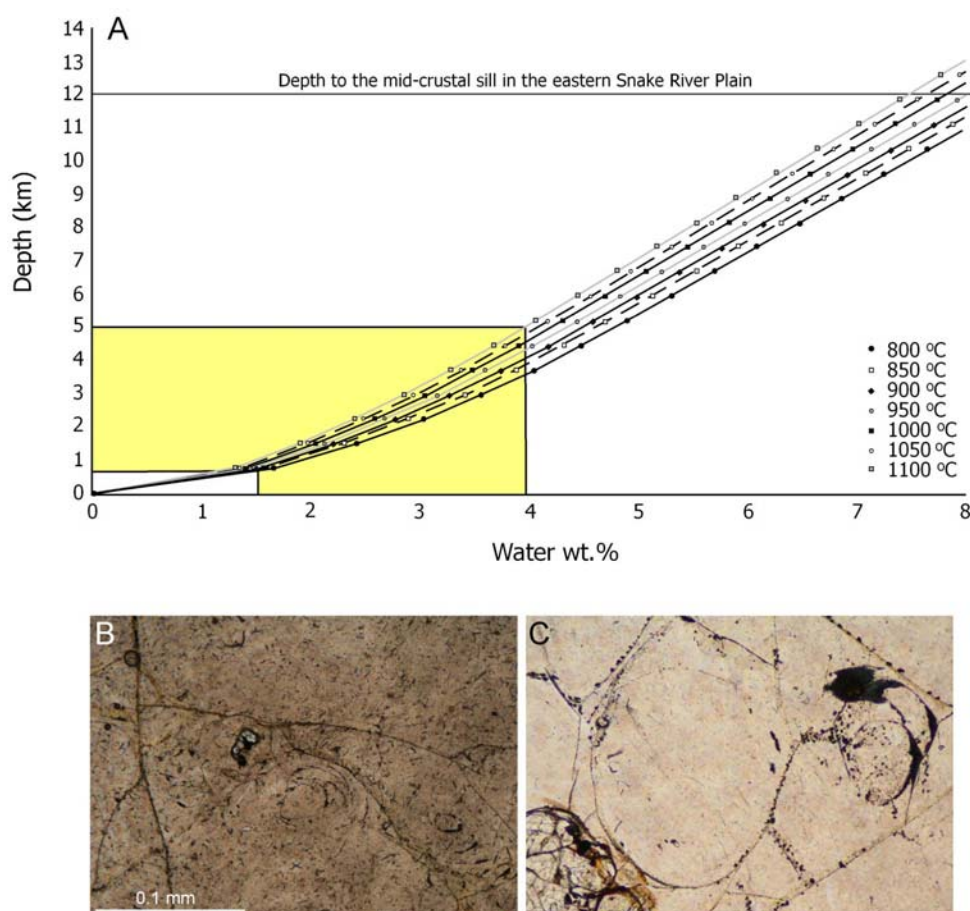 A
Depth to the mid-crustal sill in the eastern Snake River Plain
14
13
12
11
10
9
8
7
6
5
4
3
2
1
0
Depth (km)
0 1 2 3 4 5 6 7 8
Water wt.%
800 °C
850 °C
900 °C
950 °C
1000 °C
1050 °C
1100 °C
B
0.1 mm
C